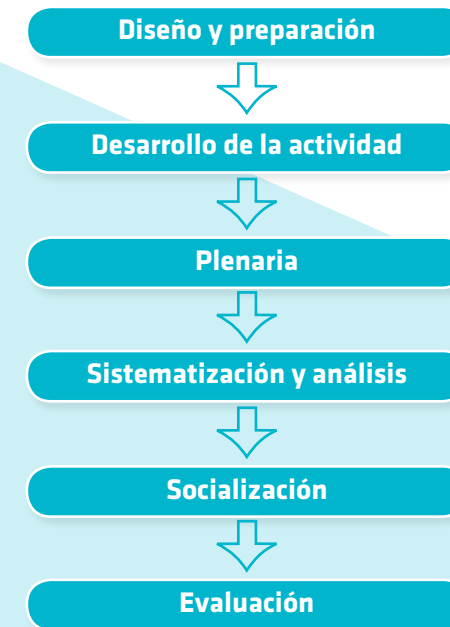 Diseño y preparación
Desarrollo de la actividad
Plenaria
Sistematización y análisis
Socialización
Evaluación